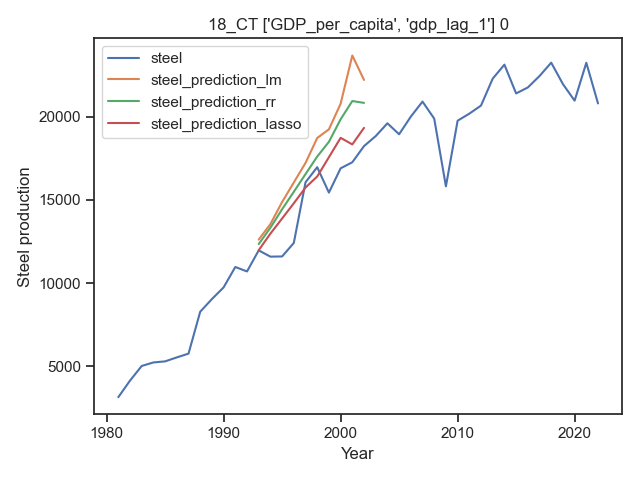 18_CT ['GDP_per_capita', 'gdp_lag_1'] 0
steel
steel_prediction_lm
steel_prediction_rr
steel_prediction_lasso
20000
15000
10000
5000
Steel production
1980 1990 2000 2010 2020
Year